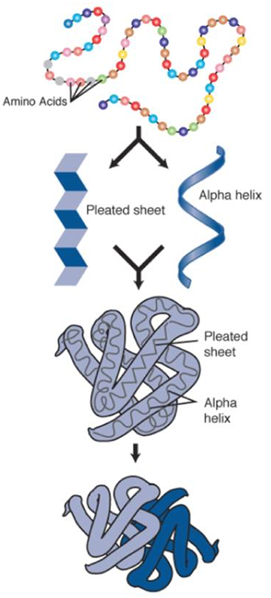 Amino Acids
Pleated sheet
Alpha helix
Pleated
sheet
Alpha
helix